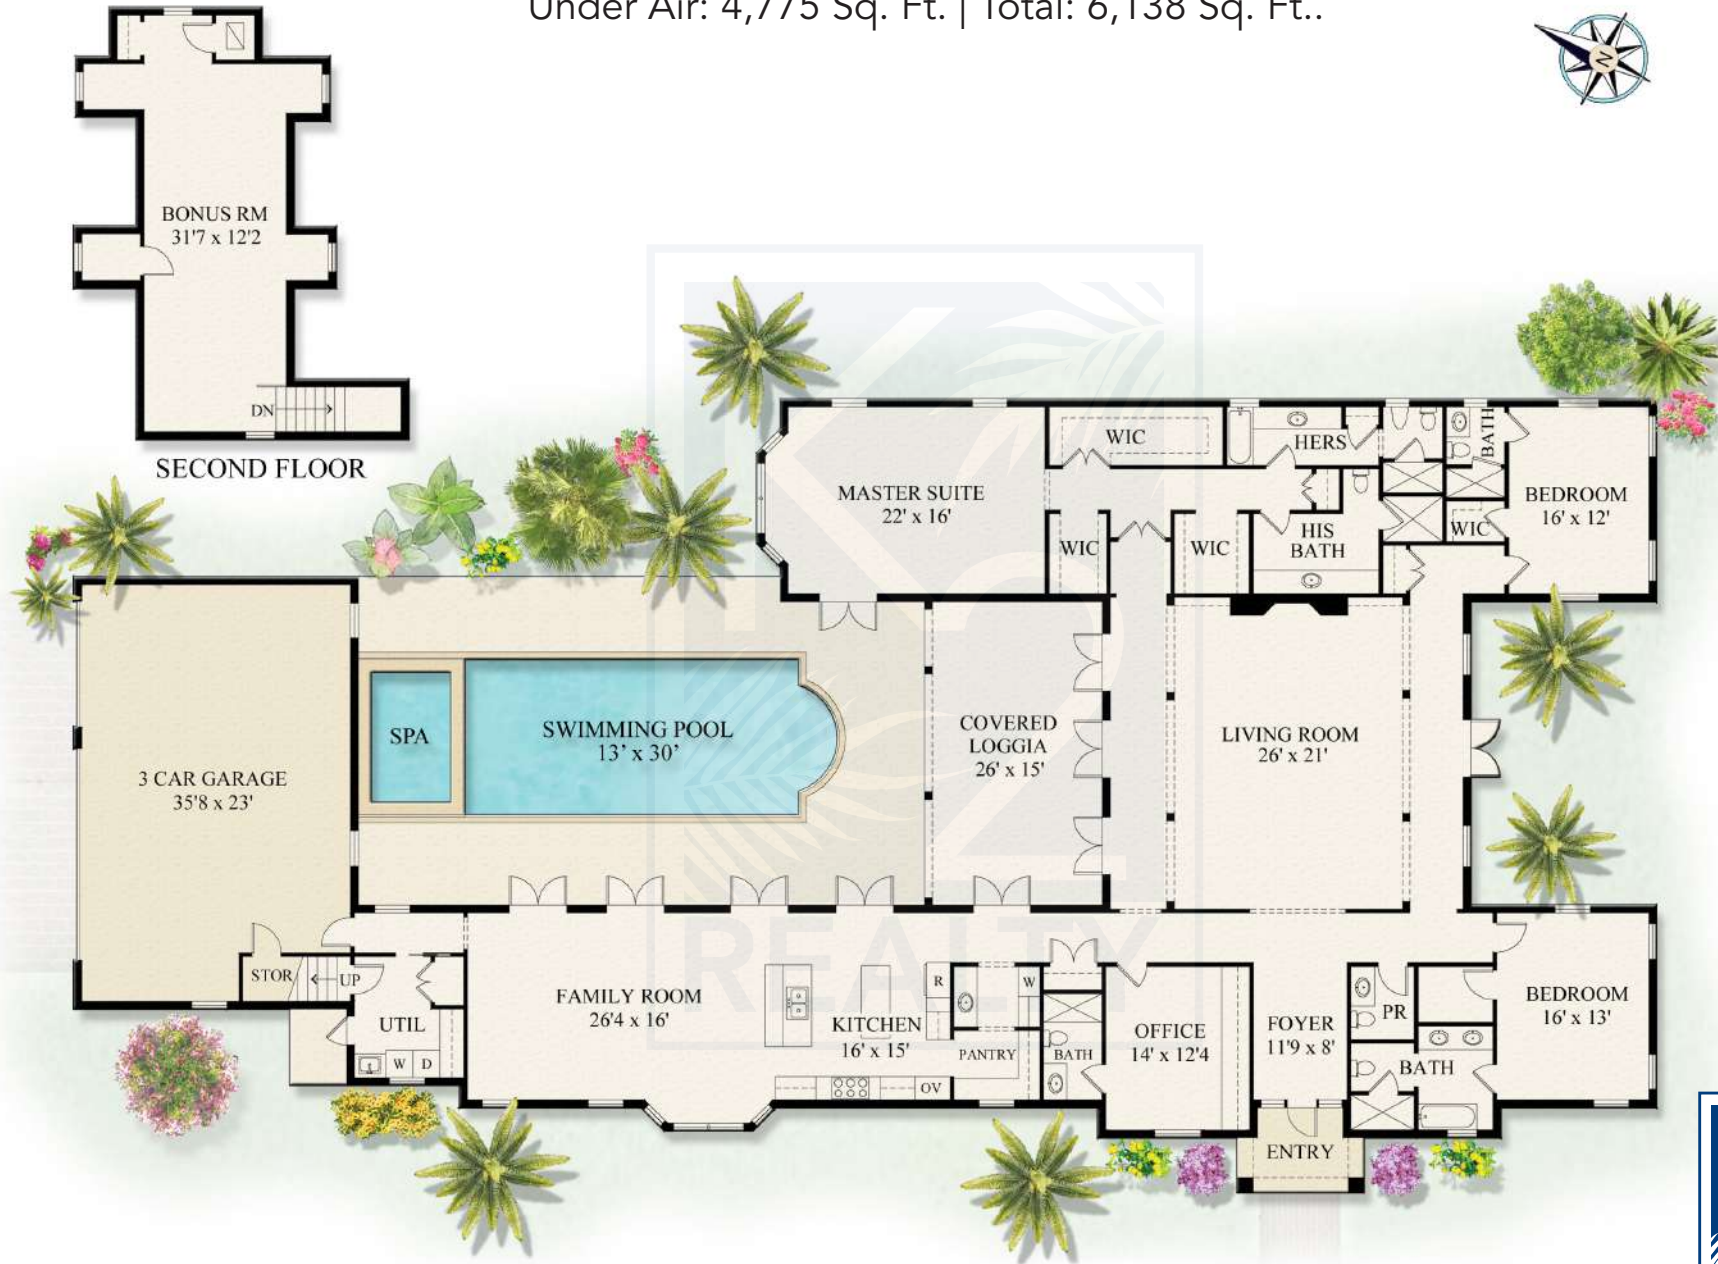 Under Air: 4,775 Sq. Ft. | Total: 6,138 Sq. Ft..
N
BONUS RM
31'7 x 12'2
DN
SECOND FLOOR
WIC
HERS
BATH
MASTER SUITE
22' x 16'
BEDROOM
16' x 12'
WIC
WIC
HIS
BATH
WIC
SPA
SWIMMING POOL
13’ x 30’
COVERED
LOGGIA
26' x 15'
LIVING ROOM
26' x 21'
3 CAR GARAGE
35'8 x 23'
K2
REALTY
STOR
UP
UTIL
W
D
FAMILY ROOM
26'4 x 16'
R
W
KITCHEN
16' x 15'
PANTRY
OV
BATH
OFFICE
14' x 12'4
FOYER
11'9 x 8'
PR
BATH
BEDROOM
16' x 13'
ENTRY